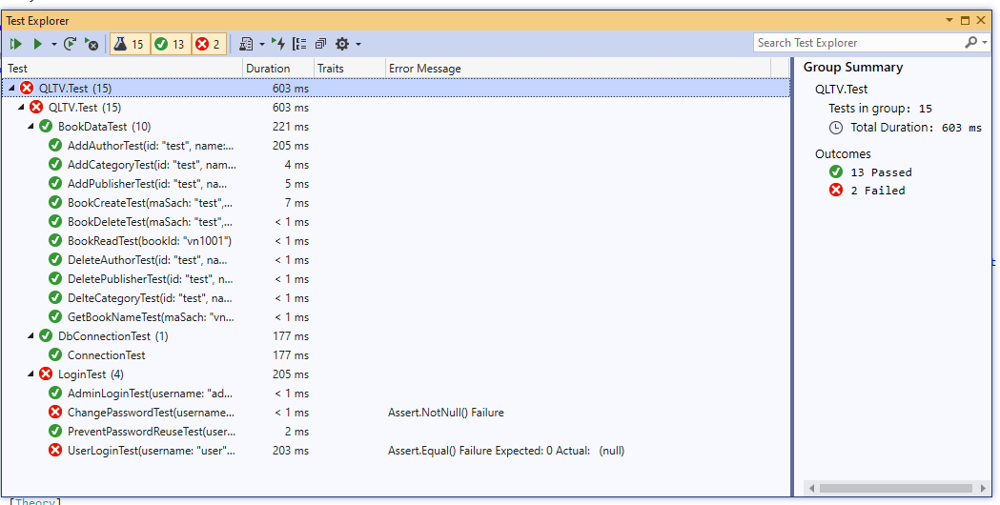 Test Explorer
15 13 2
Search Test Explorer
Test Duration Traits Error Message
QLTV.Test (15) 603 ms
QLTV.Test (15) 603 ms
BookDataTest (10) 221 ms
AddAuthorTest(id: "test", name:... 205 ms
AddCategoryTest(id: "test", nam... 4 ms
AddPublisherTest(id: "test", na... 5 ms
BookCreateTest(maSach: "test",... 7 ms
BookDeleteTest(maSach: "test",... < 1 ms
BookReadTest(bookId: "vn1001") < 1 ms
DeleteAuthorTest(id: "test", na... < 1 ms
DeletePublisherTest(id: "test", n... < 1 ms
DelteCategoryTest(id: "test", na... < 1 ms
GetBookNameTest(maSach: "vn... < 1 ms
DbConnectionTest (1) 177 ms
ConnectionTest 177 ms
LoginTest (4) 205 ms
AdminLoginTest(username: "ad... < 1 ms
ChangePasswordTest(username... < 1 ms Assert.NotNull() Failure
PreventPasswordReuseTest(user... 2 ms
UserLoginTest(username: "user"... 203 ms Assert.Equal() Failure Expected: 0 Actual: (null)
Group Summary
QLTV.Test
Tests in group: 15
Total Duration: 603 ms
Outcomes
13 Passed
2 Failed
[Theory]